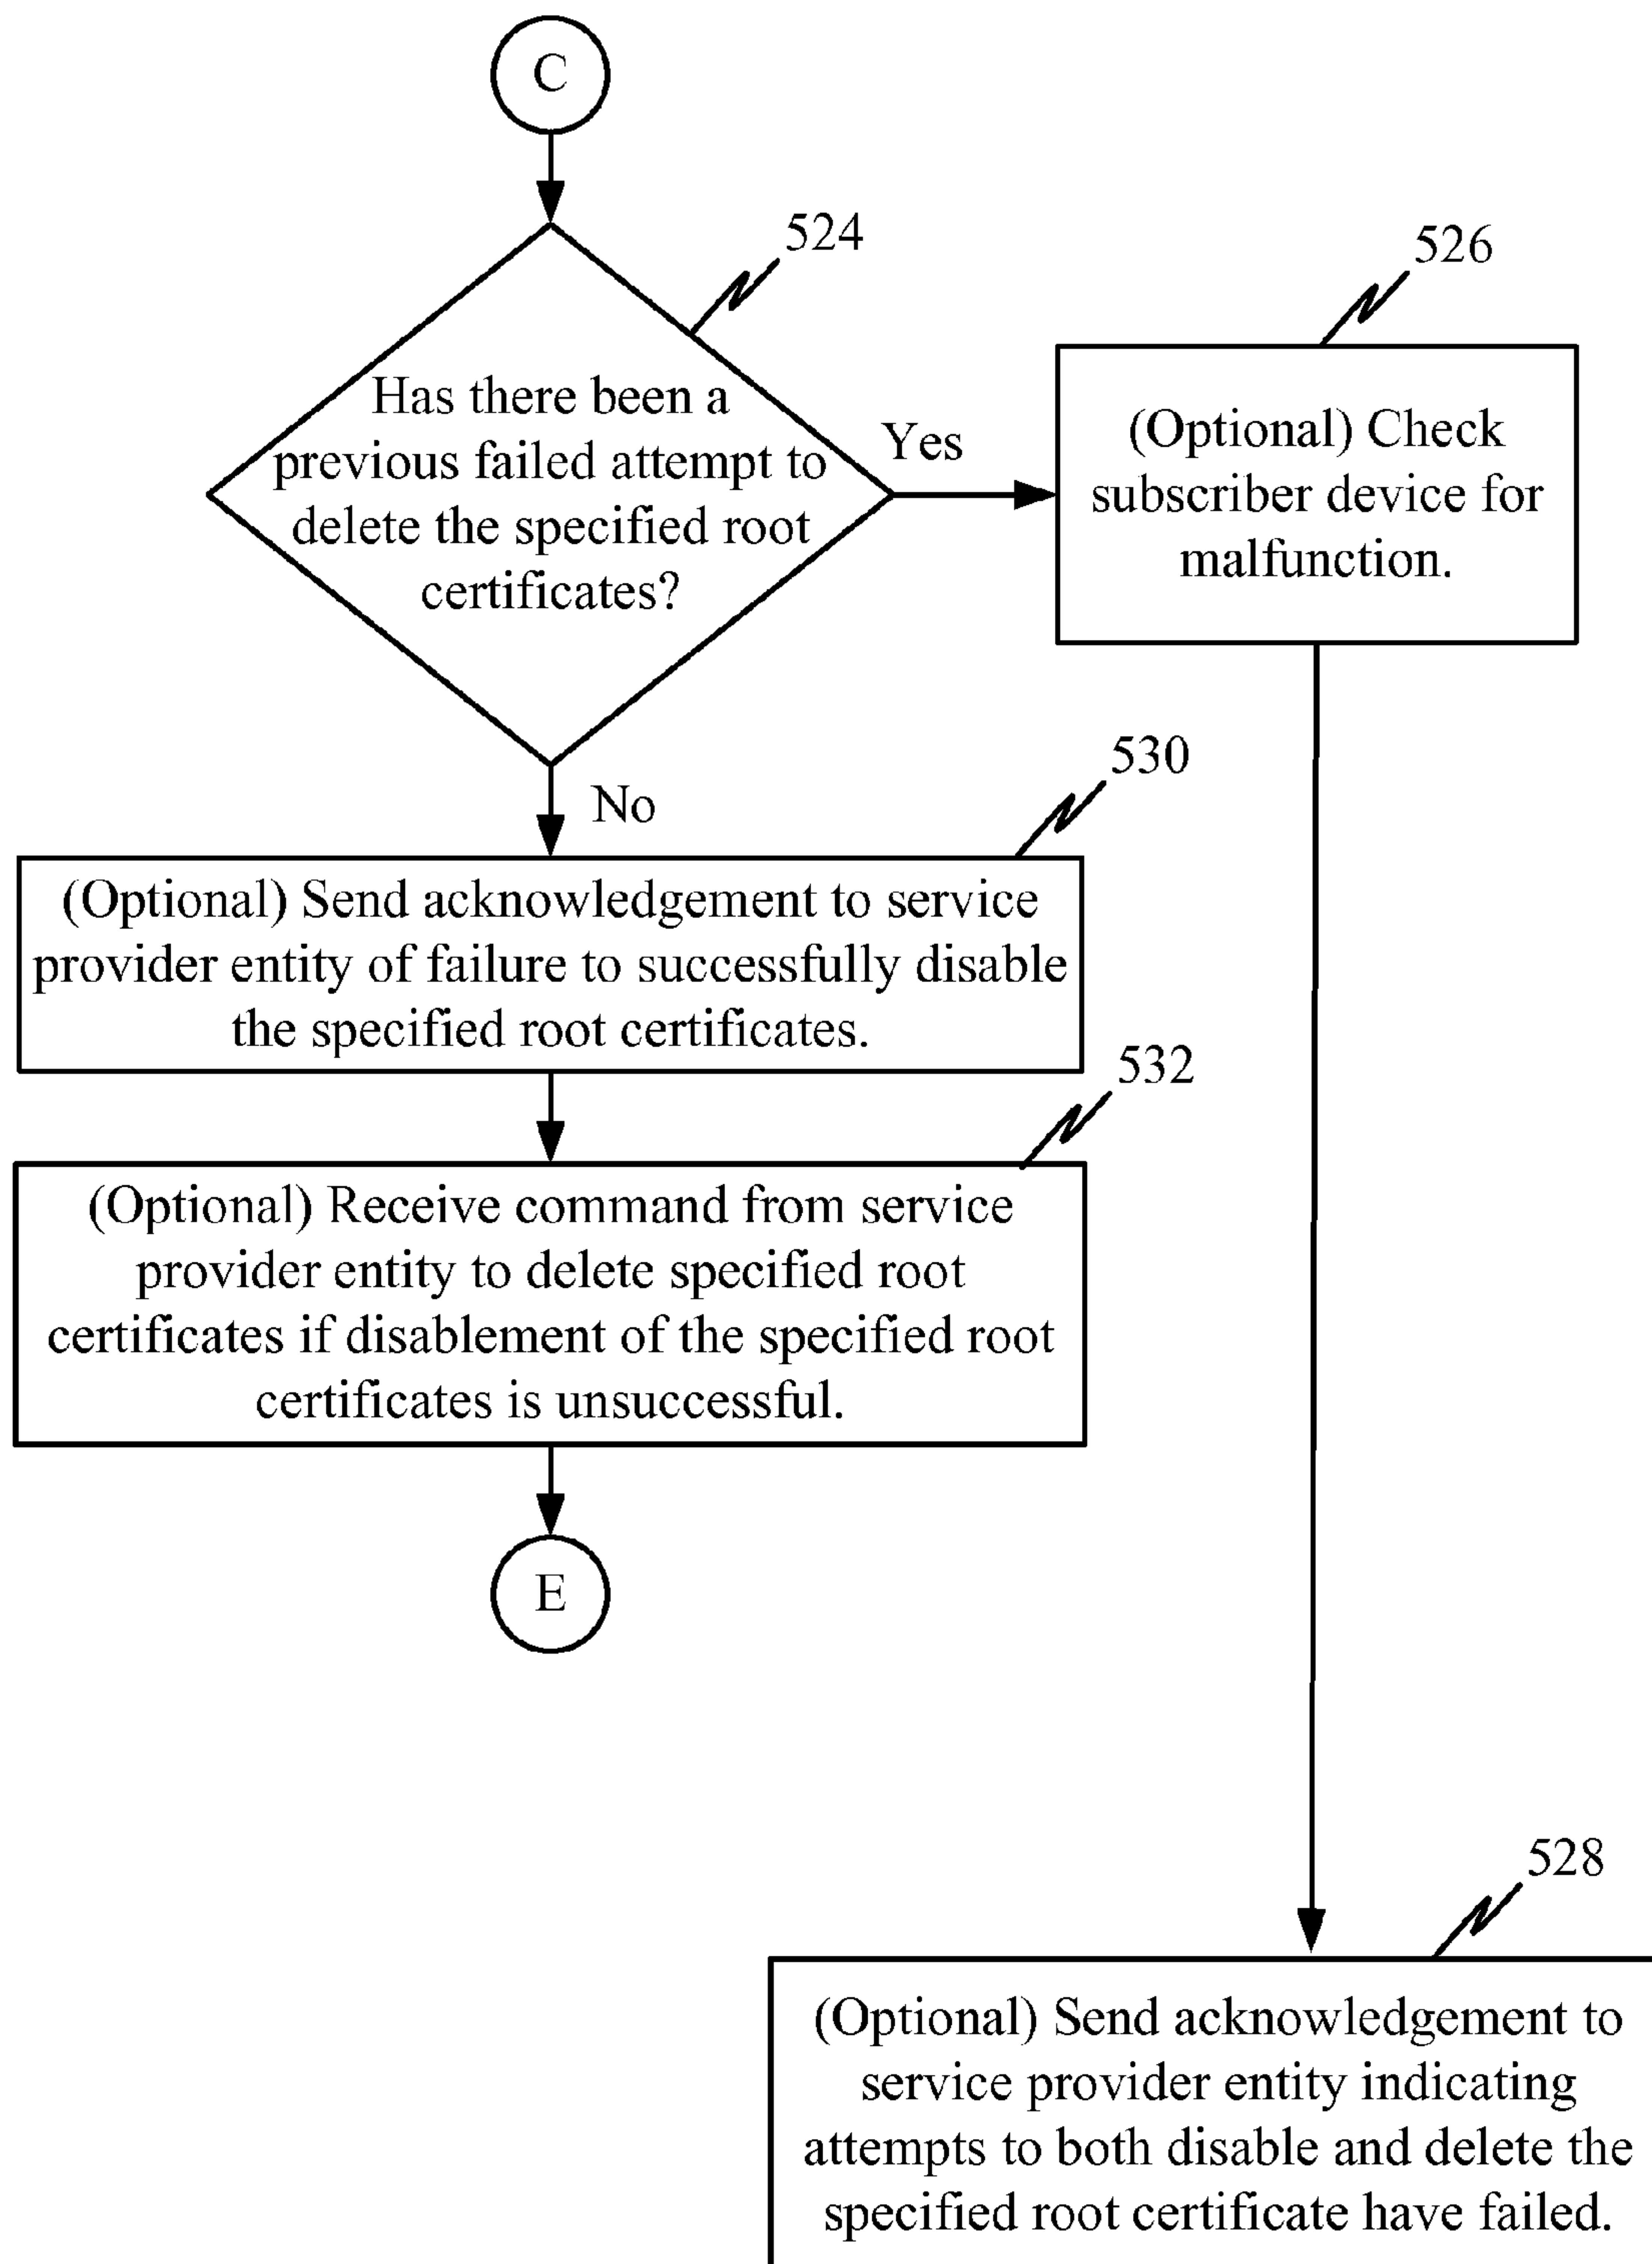 C
524
Has there been a
previous failed attempt to
delete the specified root
certificates?
Yes
526
(Optional) Check
subscriber device for
malfunction.
No
530
(Optional) Send acknowledgement to service
provider entity of failure to successfully disable
the specified root certificates.
532
(Optional) Receive command from service
provider entity to delete specified root
certificates if disablement of the specified root
certificates is unsuccessful.
E
528
(Optional) Send acknowledgement to
service provider entity indicating
attempts to both disable and delete the
specified root certificate have failed.